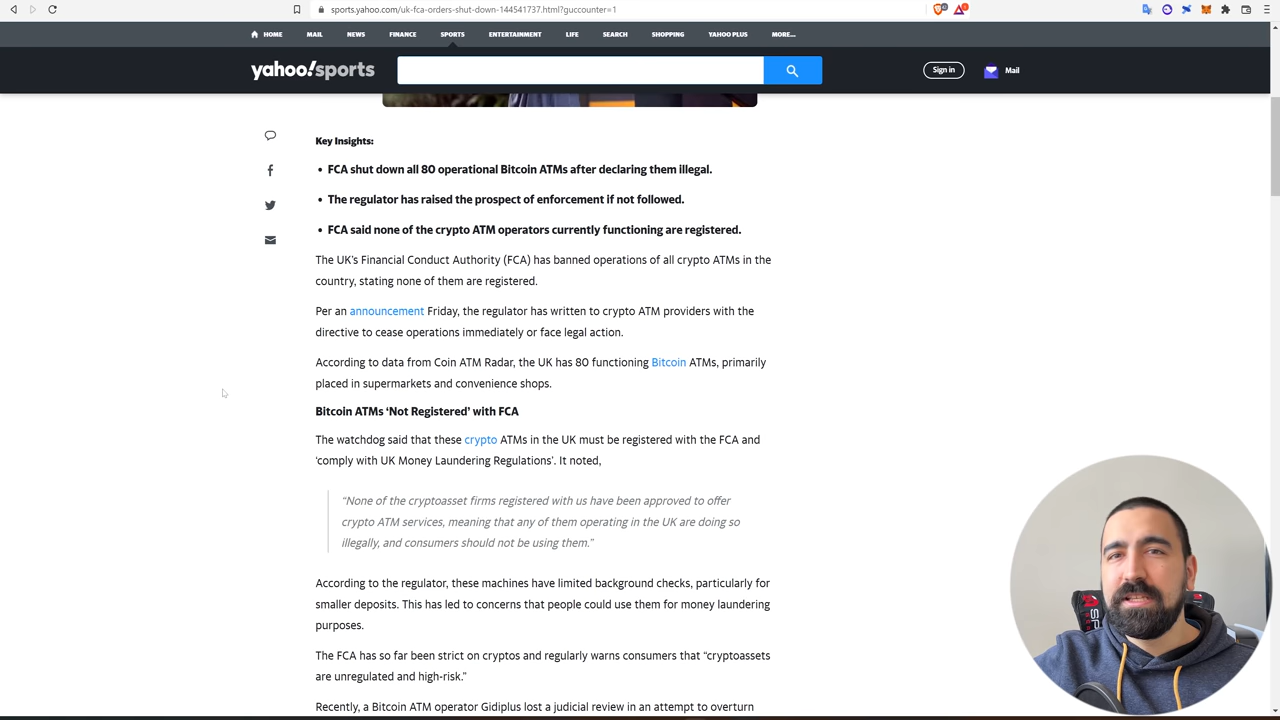 sports.yahoo.com/uk-fca-orders-shut-down-144541737.html?guccounter=1
HOME MAIL NEWS FINANCE SPORTS ENTERTAINMENT LIFE SEARCH SHOPPING YAHOO PLUS MORE...
yahoo!sports
Sign in
Mail
Key Insights:
• FCA shut down all 80 operational Bitcoin ATMs after declaring them illegal.
• The regulator has raised the prospect of enforcement if not followed.
• FCA said none of the crypto ATM operators currently functioning are registered.
The UK’s Financial Conduct Authority (FCA) has banned operations of all crypto ATMs in the
country, stating none of them are registered.
Per an announcement Friday, the regulator has written to crypto ATM providers with the
directive to cease operations immediately or face legal action.
According to data from Coin ATM Radar, the UK has 80 functioning Bitcoin ATMs, primarily
placed in supermarkets and convenience shops.
Bitcoin ATMs ‘Not Registered’ with FCA
The watchdog said that these crypto ATMs in the UK must be registered with the FCA and
‘comply with UK Money Laundering Regulations’. It noted,
“None of the cryptoasset firms registered with us have been approved to offer
crypto ATM services, meaning that any of them operating in the UK are doing so
illegally, and consumers should not be using them.”
According to the regulator, these machines have limited background checks, particularly for
smaller deposits. This has led to concerns that people could use them for money laundering
purposes.
The FCA has so far been strict on cryptos and regularly warns consumers that “cryptoassets
are unregulated and high-risk.”
Recently, a Bitcoin ATM operator Gidiplus lost a judicial review in an attempt to overturn